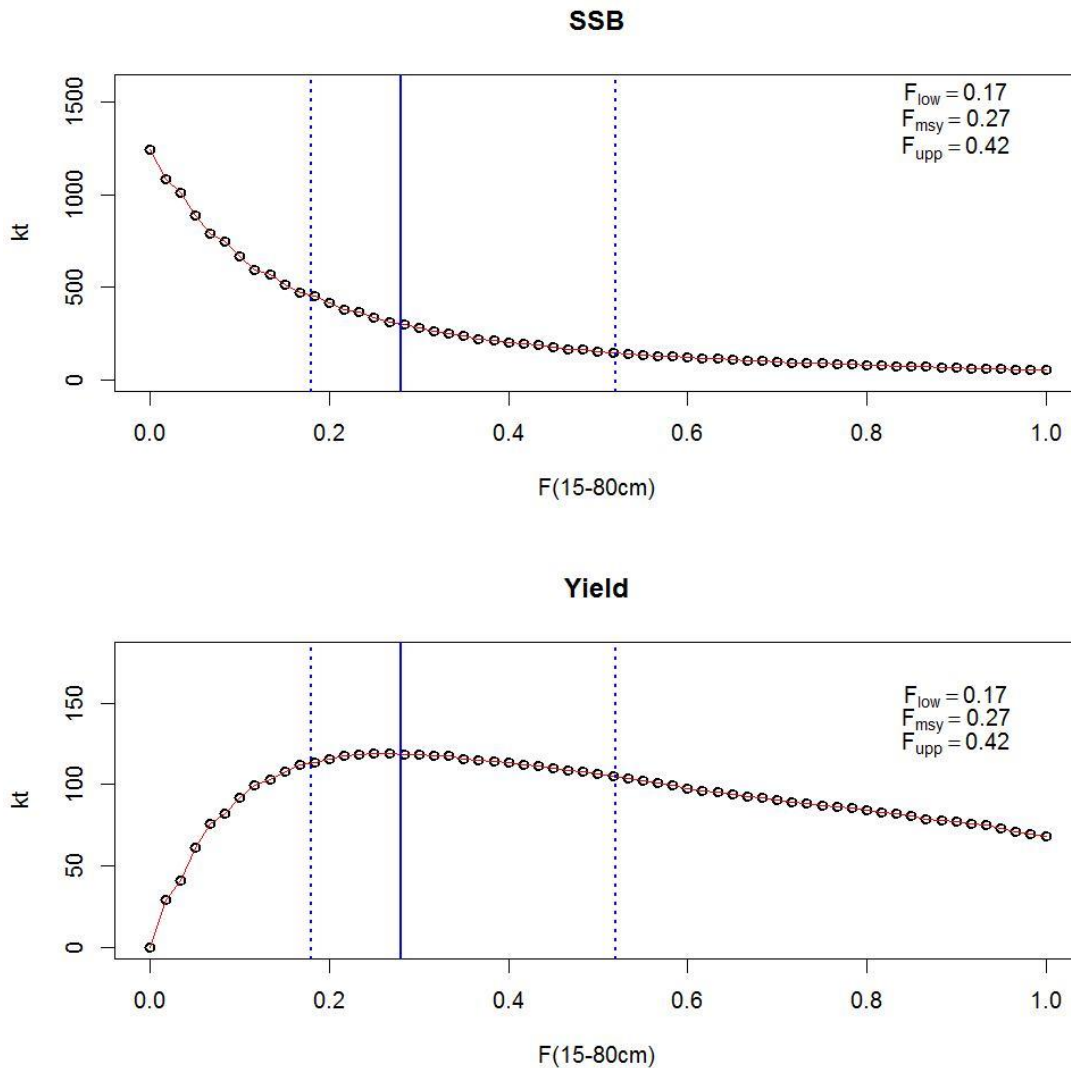 SSB
1500
1000
500
0
kt
F_low = 0.17
F_msy = 0.27
F_upp = 0.42
0.0 0.2 0.4 0.6 0.8 1.0
F(15-80cm)
Yield
150
100
50
0
kt
F_low = 0.17
F_msy = 0.27
F_upp = 0.42
0.0 0.2 0.4 0.6 0.8 1.0
F(15-80cm)